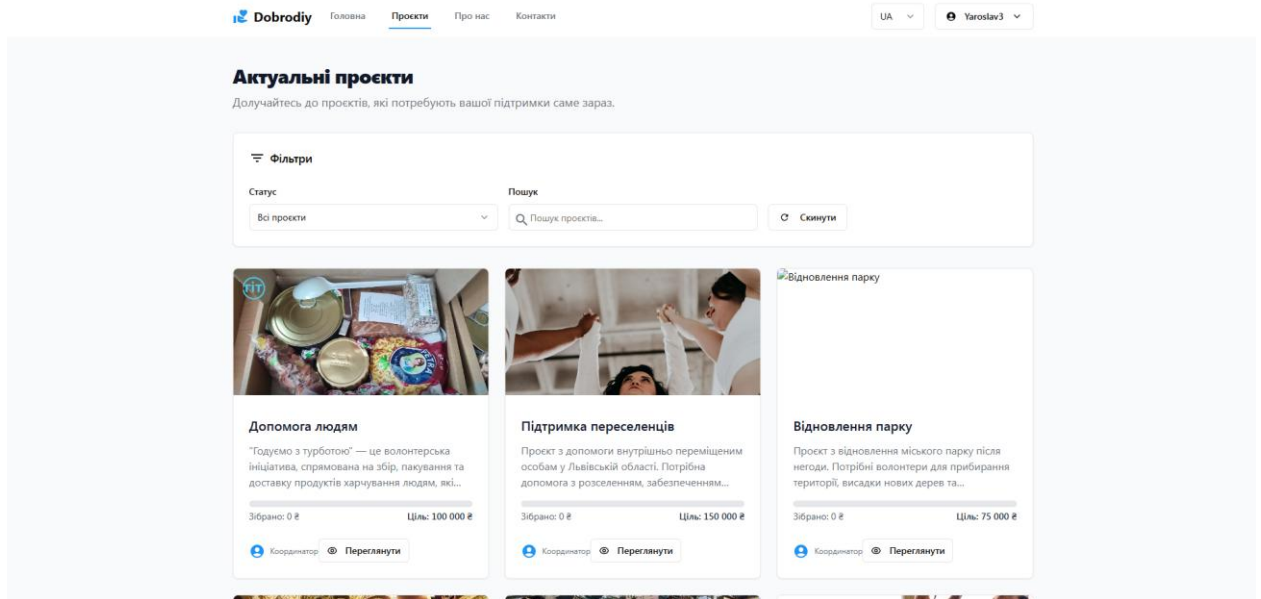 Dobrodiy Головна Проєкти Про нас Контакти UA Yaroslav3
Актуальні проєкти
Долучайтесь до проєктів, які потребують вашої підтримки саме зараз.
Фільтри
Статус Пошук
Всі проєкти Пошук проєктів... Скинути
ГІТ
Відновлення парку
Допомога людям
"Годуємо з турботою" — це волонтерська
ініціатива, спрямована на збір, пакування та
доставку продуктів харчування людям, які...
Зібрано: 0 ₴ Ціль: 100 000 ₴
Координатор Переглянути
Підтримка переселенців
Проєкт з допомоги внутрішньо переміщеним
особам у Львівській області. Потрібна
допомога з розселенням, забезпеченням...
Зібрано: 0 ₴ Ціль: 150 000 ₴
Координатор Переглянути
Відновлення парку
Проєкт з відновлення міського парку після
негоди. Потрібні волонтери для прибирання
території, висадки нових дерев та...
Зібрано: 0 ₴ Ціль: 75 000 ₴
Координатор Переглянути